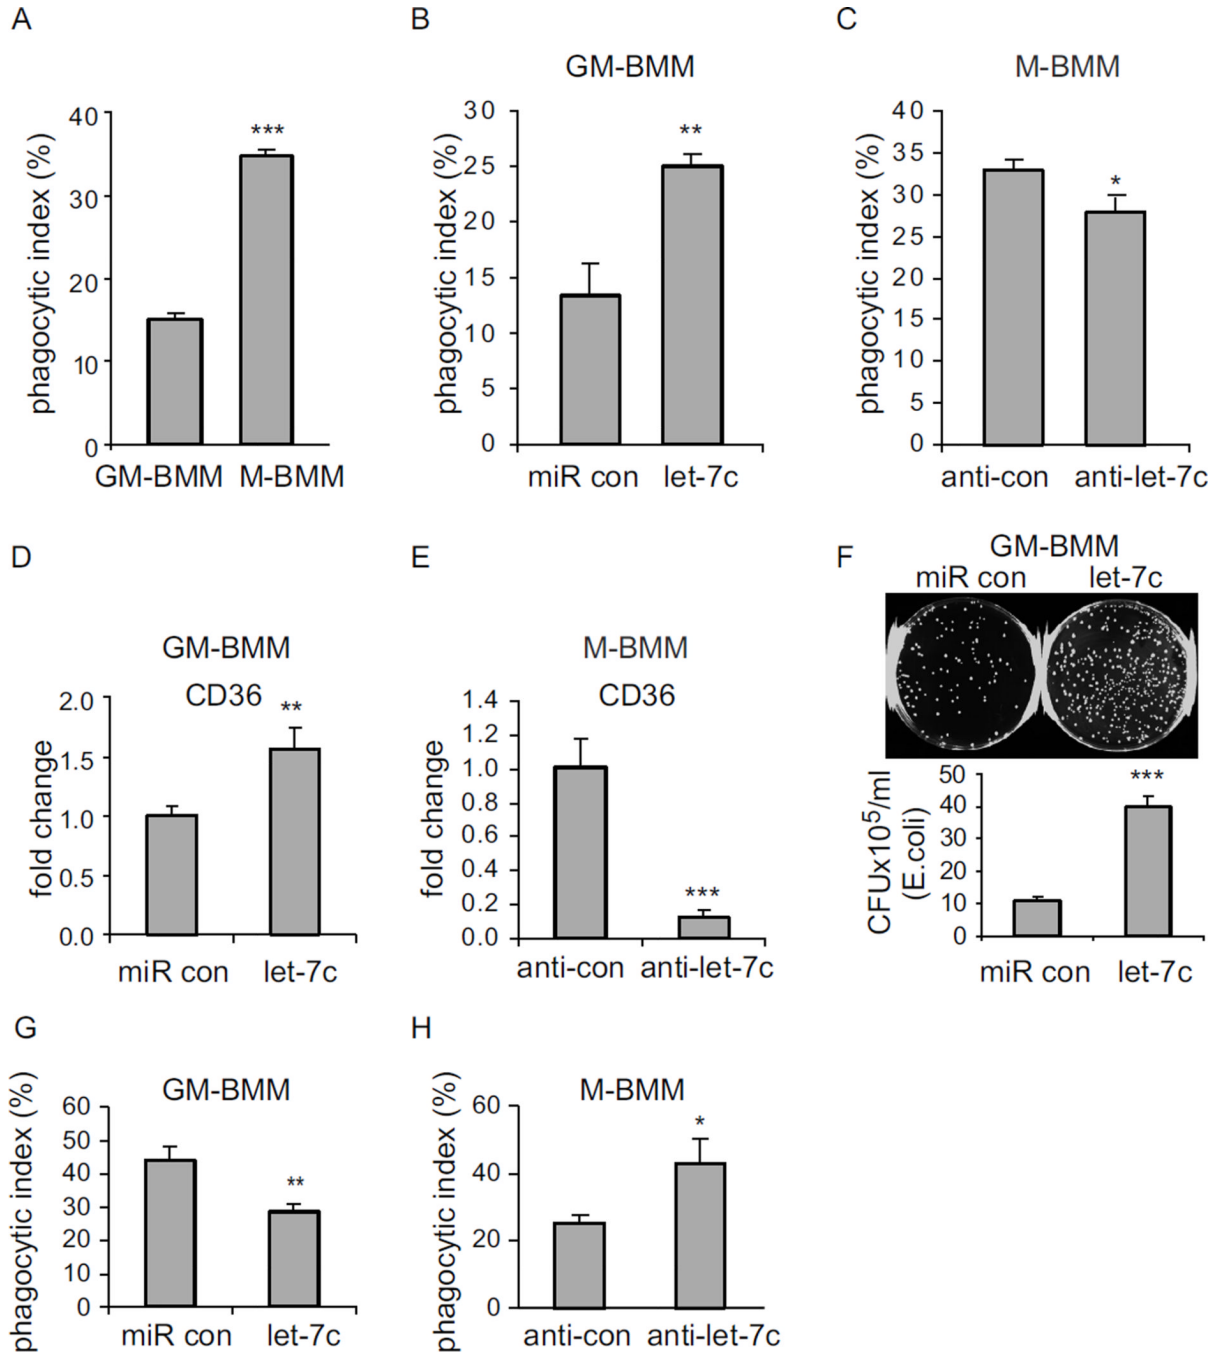 A
phagocytic index (%)
40
30
20
10
0
***
GM-BMM M-BMM
B
GM-BMM
phagocytic index (%)
30
25
20
15
10
5
0
**
miR con let-7c
C
M-BMM
phagocytic index (%)
40
35
30
25
20
15
10
5
0
*
anti-con anti-let-7c
D
GM-BMM
CD36
fold change
2.0
1.5
1.0
0.5
0.0
**
miR con let-7c
E
M-BMM
CD36
fold change
1.4
1.2
1.0
0.8
0.6
0.4
0.2
0.0
***
anti-con anti-let-7c
F
GM-BMM
miR con let-7c
CFUx10⁵/ml
(E.coli)
50
40
30
20
10
0
***
miR con let-7c
G
GM-BMM
phagocytic index (%)
60
50
40
30
20
10
0
**
miR con let-7c
H
M-BMM
phagocytic index (%)
60
40
20
0
*
anti-con anti-let-7c